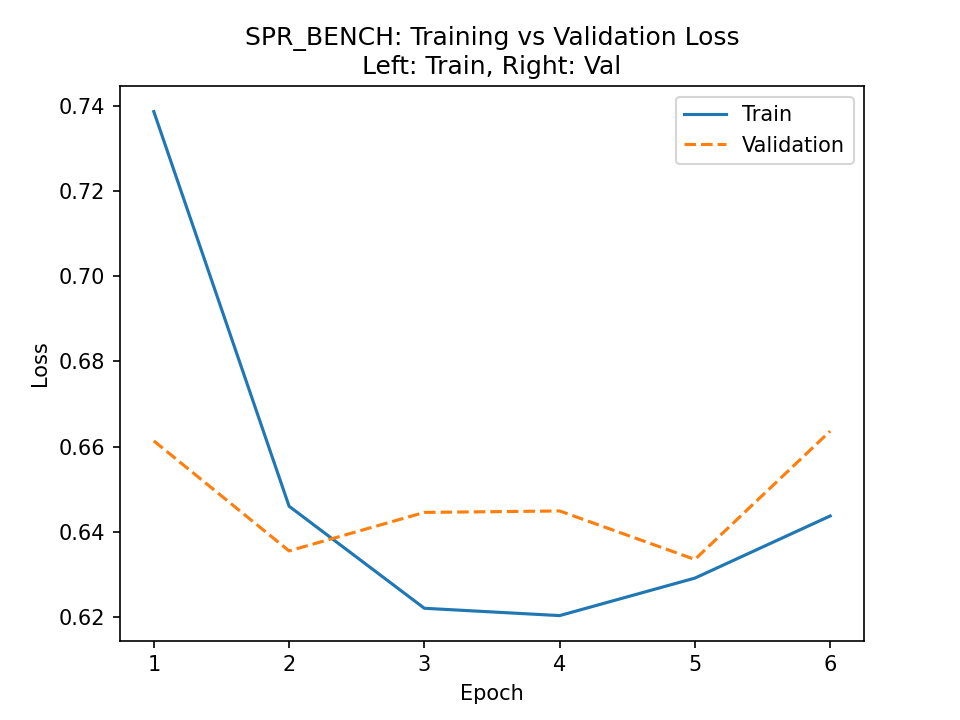 SPR_BENCH: Training vs Validation Loss
Left: Train, Right: Val
Train
Validation
0.74
0.72
0.70
0.68
0.66
0.64
0.62
Loss
1 2 3 4 5 6
Epoch